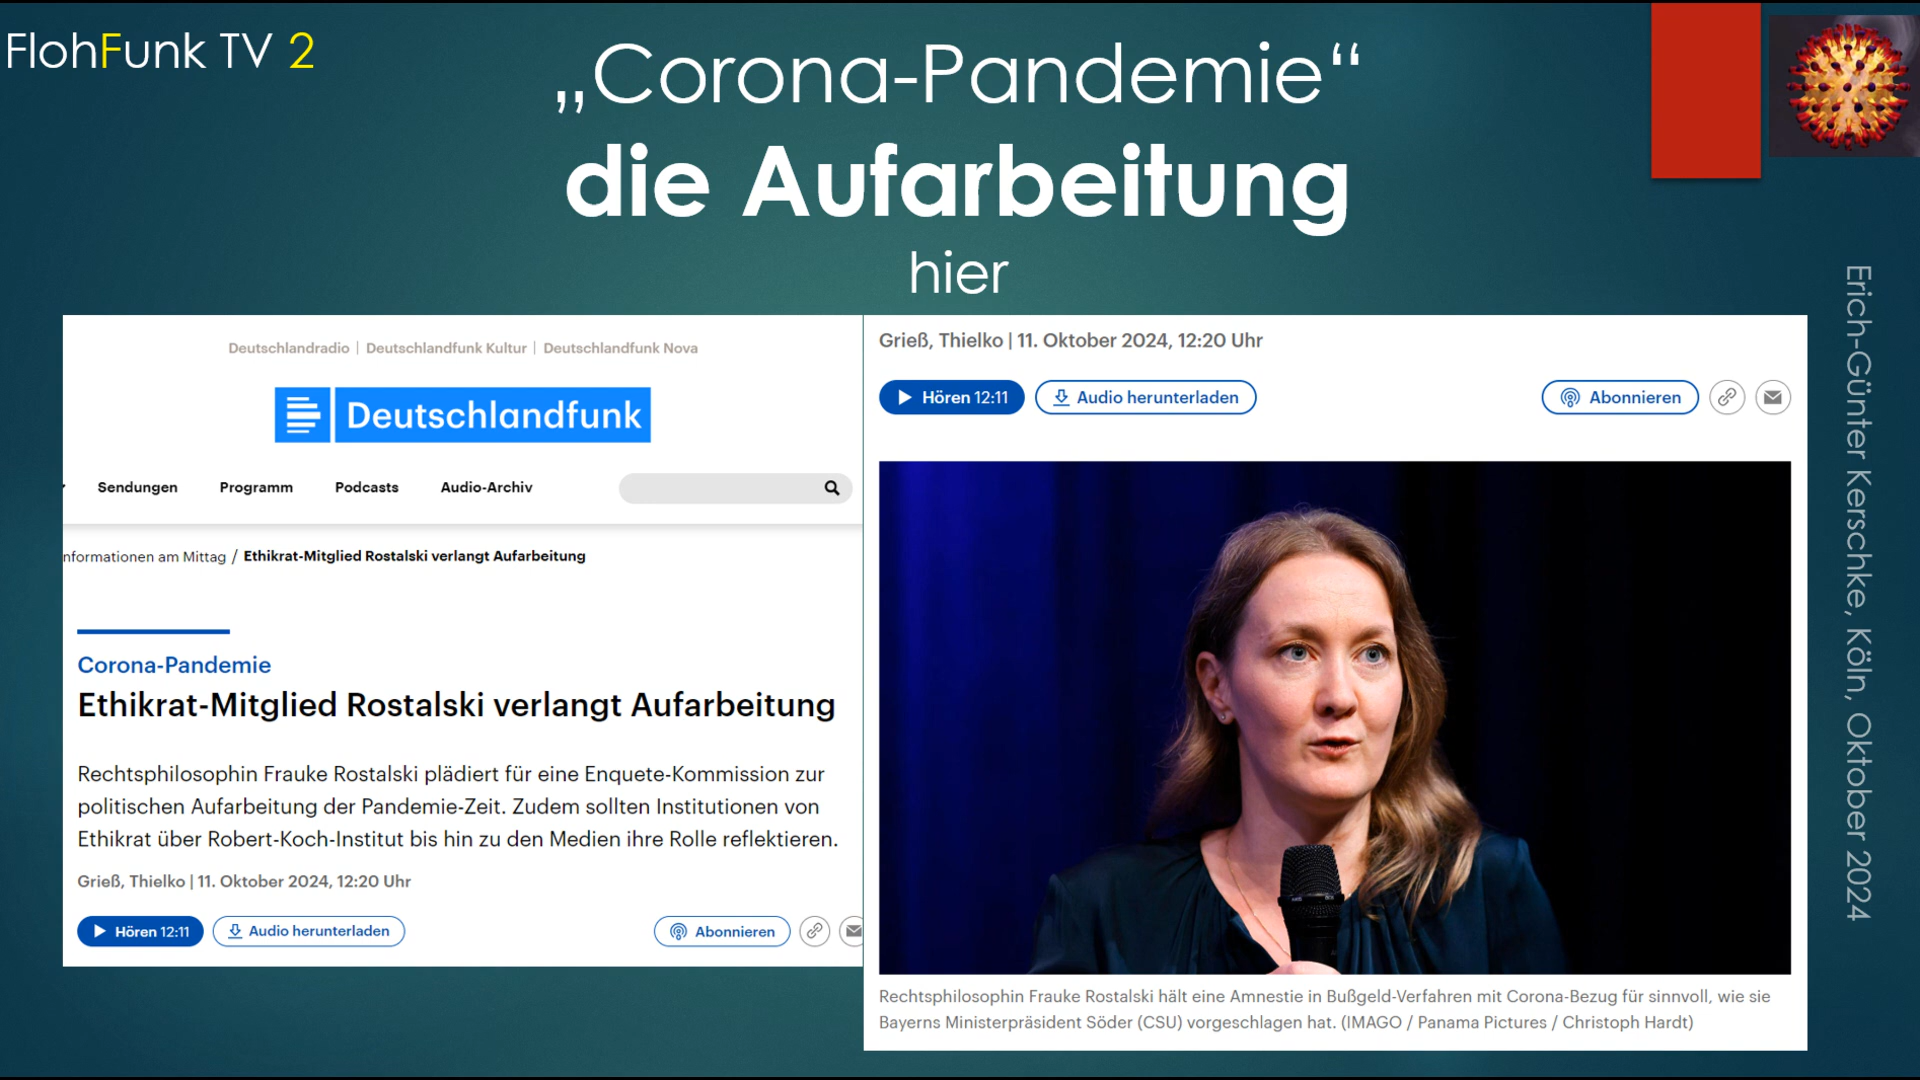 FlohFunk TV 2
„Corona-Pandemie“
die Aufarbeitung
hier
Deutschlandradio | Deutschlandfunk Kultur | Deutschlandfunk Nova
Deutschlandfunk
Sendungen Programm Podcasts Audio-Archiv
nformationen am Mittag / Ethikrat-Mitglied Rostalski verlangt Aufarbeitung
Corona-Pandemie
Ethikrat-Mitglied Rostalski verlangt Aufarbeitung
Rechtsphilosophin Frauke Rostalski plädiert für eine Enquete-Kommission zur
politischen Aufarbeitung der Pandemie-Zeit. Zudem sollten Institutionen von
Ethikrat über Robert-Koch-Institut bis hin zu den Medien ihre Rolle reflektieren.
Grieß, Thielko | 11. Oktober 2024, 12:20 Uhr
Hören 12:11 Audio herunterladen Abonnieren
Grieß, Thielko | 11. Oktober 2024, 12:20 Uhr
Hören 12:11 Audio herunterladen Abonnieren
Rechtsphilosophin Frauke Rostalski hält eine Amnestie in Bußgeld-Verfahren mit Corona-Bezug für sinnvoll, wie sie
Bayerns Ministerpräsident Söder (CSU) vorgeschlagen hat. (IMAGO / Panama Pictures / Christoph Hardt)
Erich-Günter Kerschke, Köln, Oktober 2024